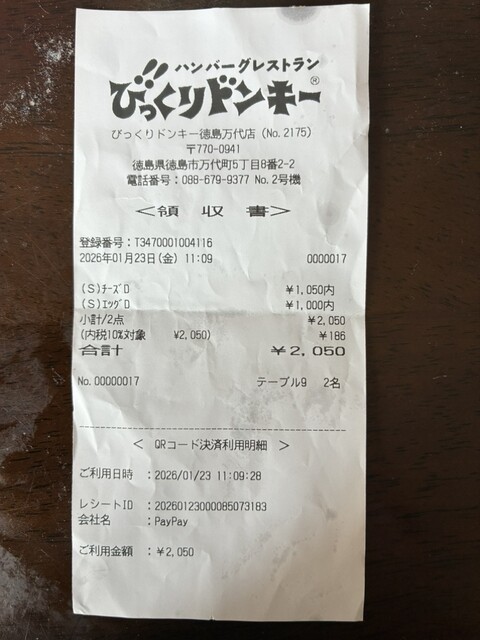 ハンバーグレストラン
びっくりドンキー®
びっくりドンキー徳島万代店 (No.2175)
〒770-0941
徳島県徳島市万代町5丁目8番2-2
電話番号:088-679-9377 No.2号機
＜領 収 書＞
登録番号:T3470001004116
2026年01月23日(金) 11:09 0000017
(S)ﾁｰｽﾞD ¥1,050内
(S)ｴｯｸﾞD ¥1,000内
小計/2点 ¥2,050
(内税10%対象 ¥2,050) ¥186
合計 ¥2,050
No.00000017 テーブル9 2名
＜ QRコード決済利用明細 ＞
ご利用日時 :2026/01/23 11:09:28
レシートID :20260123000085073183
会社名 :PayPay
ご利用金額 :¥2,050